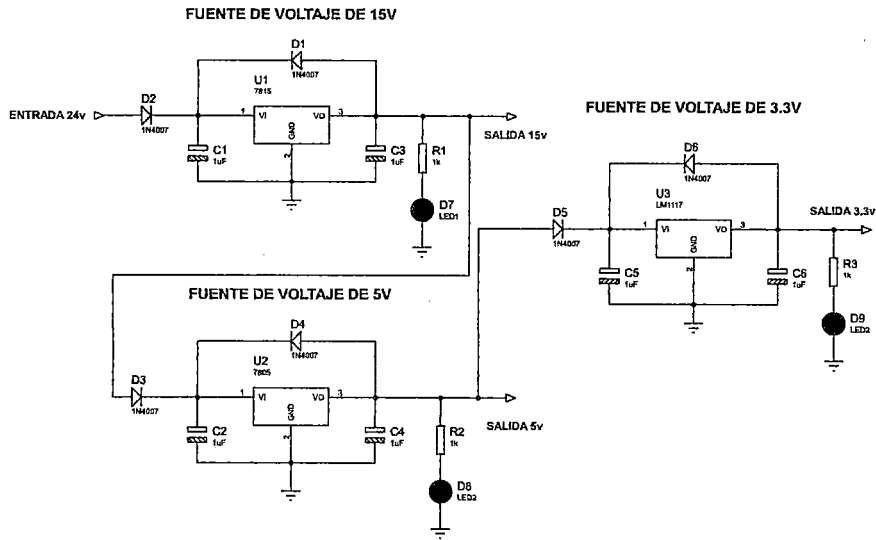 FUENTE DE VOLTAJE DE 15V
D1
1N4007
U1
7815
D2
1N4007
ENTRADA 24v
1
VI
VO
3
GND
2
C1
1uF
C3
1uF
R1
1k
D7
LED1
SALIDA 15v
FUENTE DE VOLTAJE DE 3.3V
D6
1N4007
U3
LM1117
D5
1N4007
1
VI
VO
3
GND
2
SALIDA 3.3v
C5
1uF
C6
1uF
R3
1k
D9
LED2
FUENTE DE VOLTAJE DE 5V
D4
1N4007
U2
7805
D3
1N4007
1
VI
VO
3
GND
2
C2
1uF
C4
1uF
R2
1k
D8
LED2
SALIDA 5v